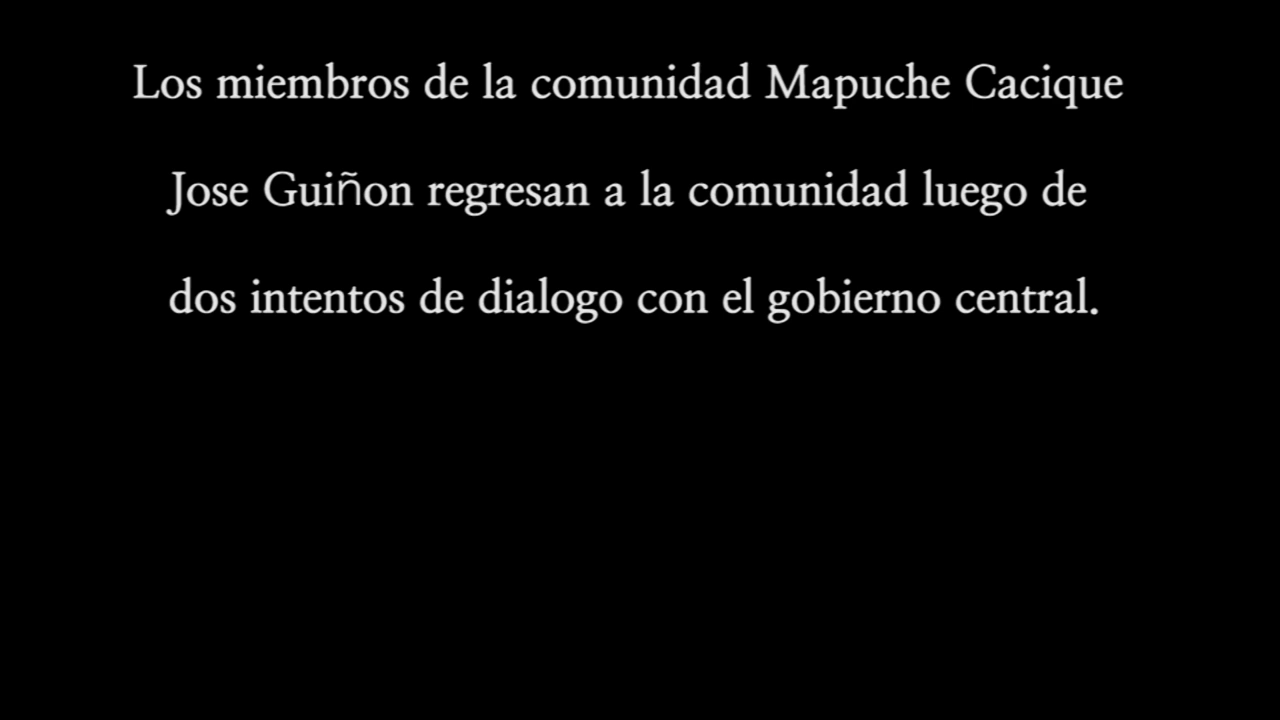 Los miembros de la comunidad Mapuche Cacique
Jose Guiñon regresan a la comunidad luego de
dos intentos de dialogo con el gobierno central.